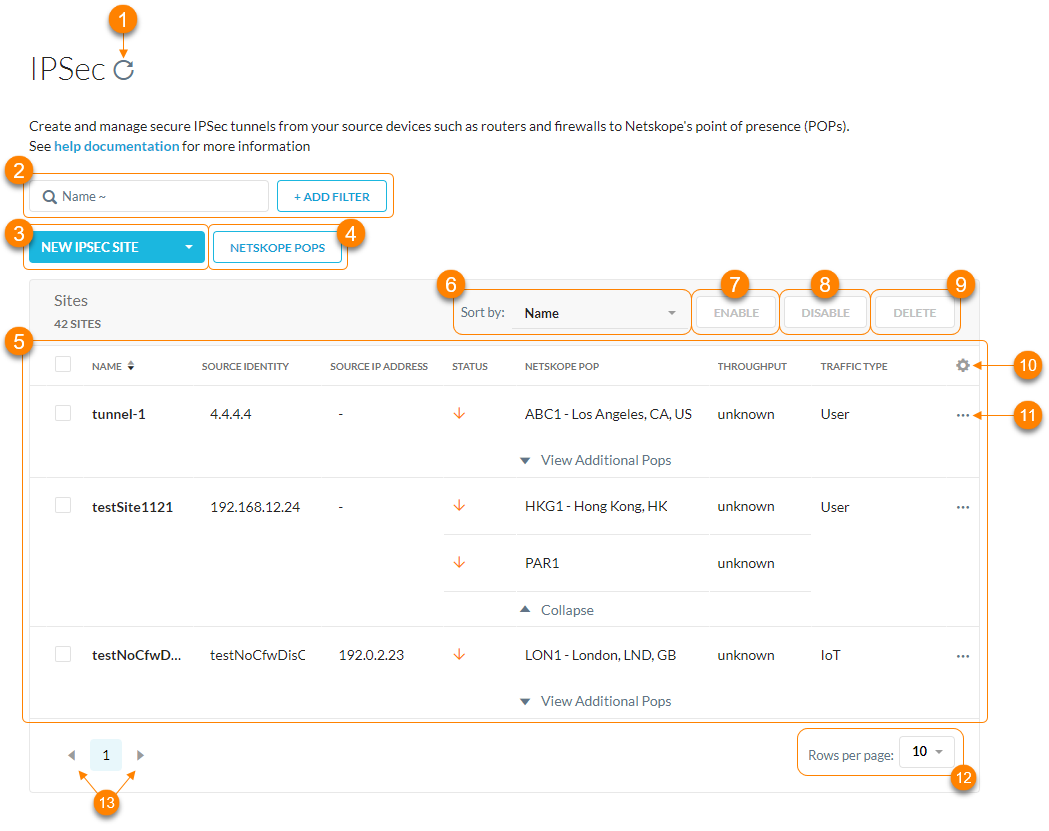 1
IPSec
Create and manage secure IPSec tunnels from your source devices such as routers and firewalls to Netskope's point of presence (POPs).
See help documentation for more information
2
Name ~
+ ADD FILTER
3
NEW IPSEC SITE
NETSKOPE POPS
4
Sites
42 SITES
6
Sort by: Name
7
ENABLE
8
DISABLE
9
DELETE
5
NAME SOURCE IDENTITY SOURCE IP ADDRESS STATUS NETSKOPE POP THROUGHPUT TRAFFIC TYPE
10
tunnel-1 4.4.4.4 - ABC1 - Los Angeles, CA, US unknown User ...
11
View Additional Pops
testSite1121 192.168.12.24 - HKG1 - Hong Kong, HK unknown User ...
PAR1 unknown
Collapse
testNoCfwD... testNoCfwDisC 192.0.2.23 LON1 - London, LND, GB unknown IoT ...
View Additional Pops
1
Rows per page: 10
12
13